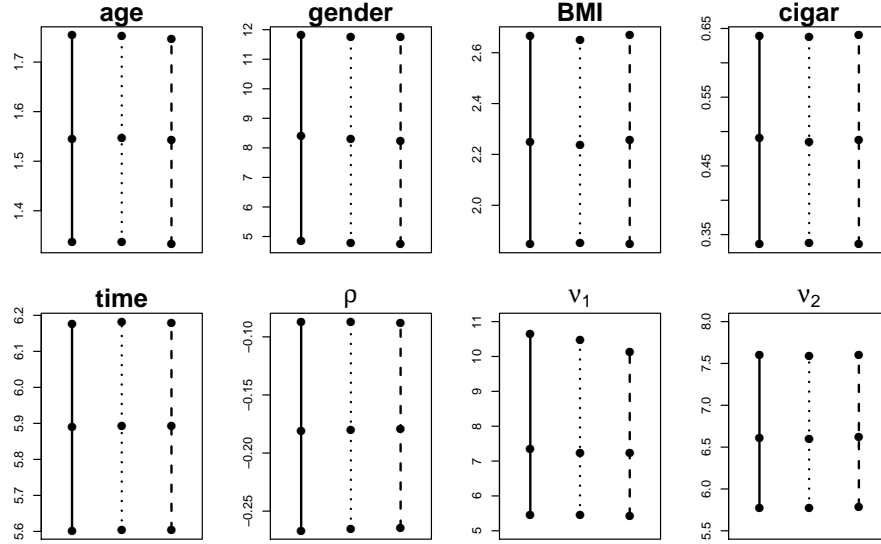 age gender BMI cigar
1.4 1.5 1.6 1.7
5 6 7 8 9 10 11 12
2.0 2.2 2.4 2.6
0.35 0.45 0.55 0.65
time ρ ν1 ν2
5.6 5.7 5.8 5.9 6.0 6.1 6.2
−0.25 −0.20 −0.15 −0.10
5 6 7 8 9 10 11
5.5 6.0 6.5 7.0 7.5 8.0